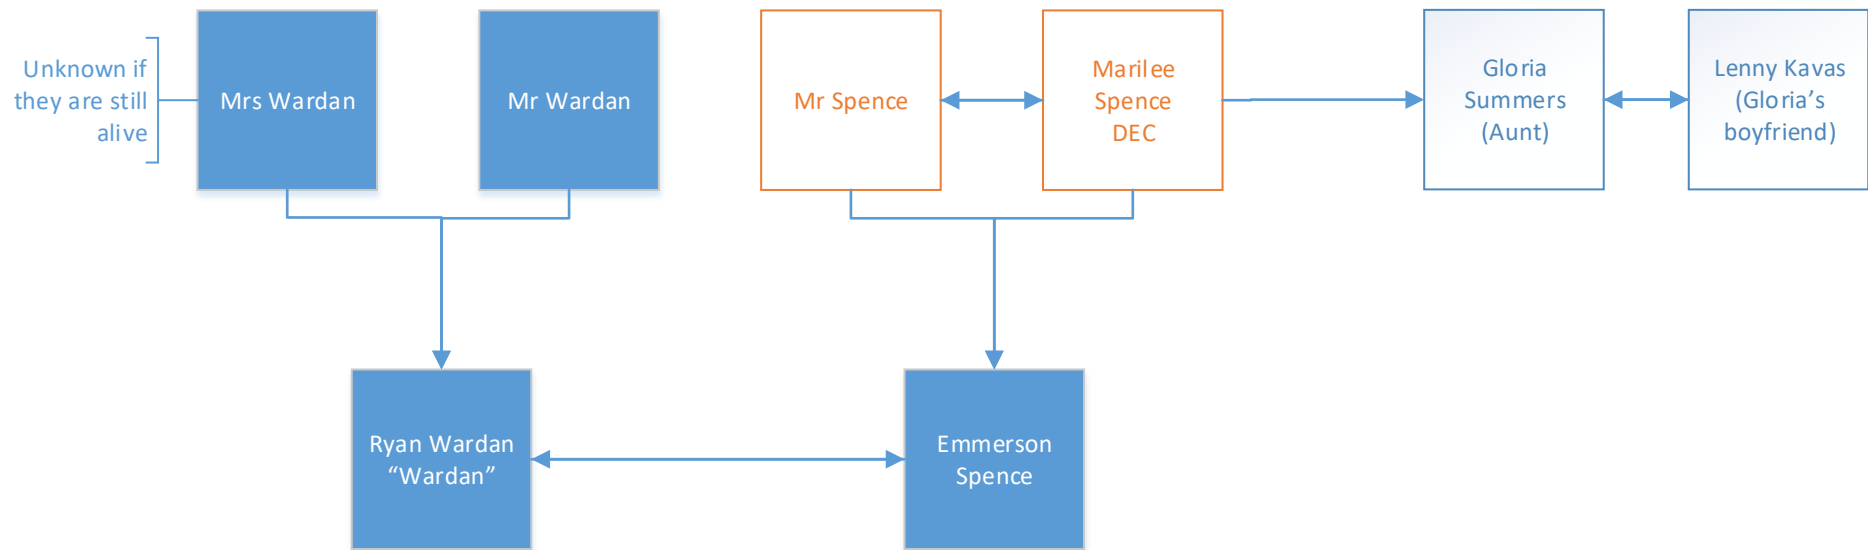 Unknown if
they are still
alive
Mrs Wardan
Mr Wardan
Mr Spence
Marilee
Spence
DEC
Gloria
Summers
(Aunt)
Lenny Kavas
(Gloria’s
boyfriend)
Ryan Wardan
“Wardan”
Emmerson
Spence